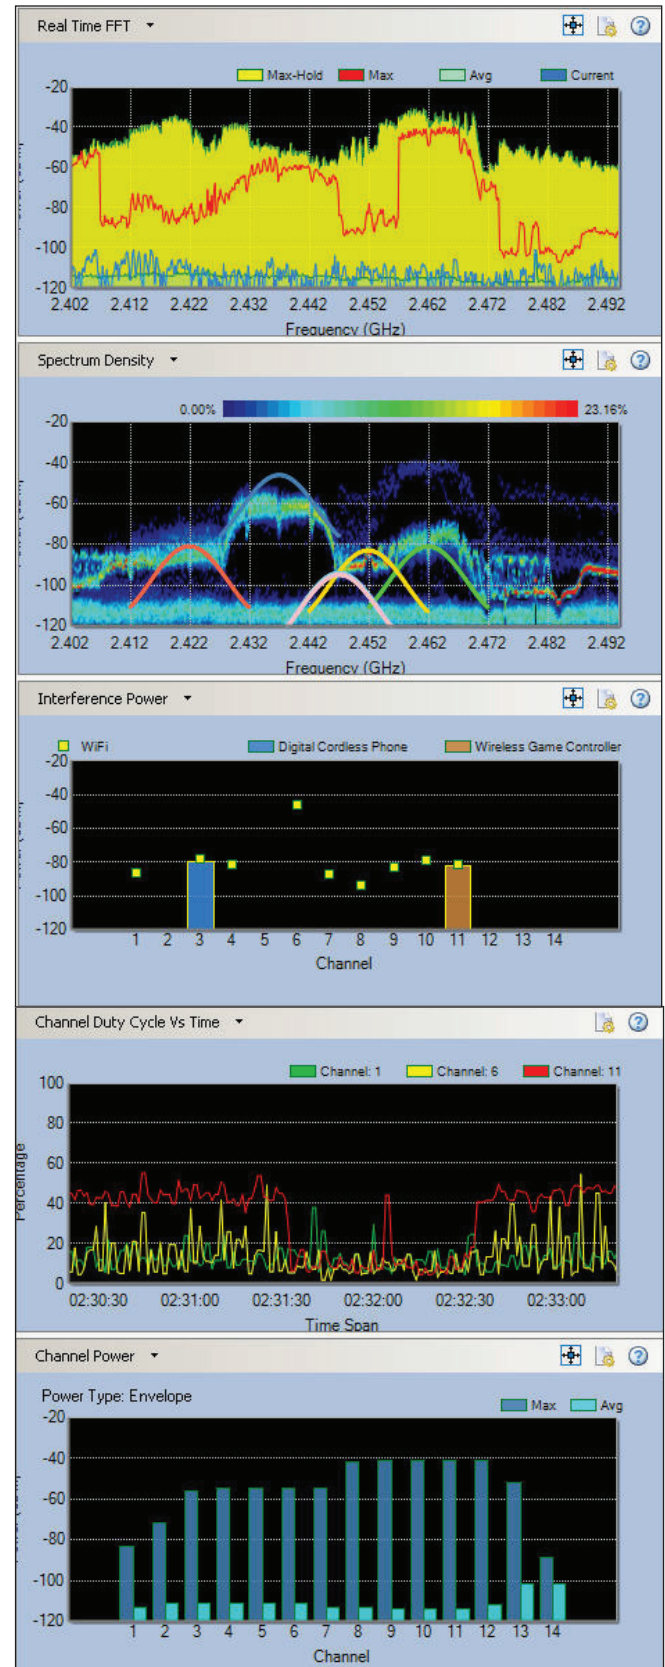 Real Time FFT
Max-Hold Max Avg Current
-20
-40
-60
-80
-100
-120
2.402 2.412 2.422 2.432 2.442 2.452 2.462 2.472 2.482 2.492
Frequency (GHz)
Spectrum Density
0.00% 23.16%
-20
-40
-60
-80
-100
-120
2.402 2.412 2.422 2.432 2.442 2.452 2.462 2.472 2.482 2.492
Frequency (GHz)
Interference Power
WiFi Digital Cordless Phone Wireless Game Controller
-20
-40
-60
-80
-100
-120
1 2 3 4 5 6 7 8 9 10 11 12 13 14
Channel
Channel Duty Cycle Vs Time
Channel: 1 Channel: 6 Channel: 11
100
80
60
40
20
0
Percentage
02:30:30 02:31:00 02:31:30 02:32:00 02:32:30 02:33:00
Time Span
Channel Power
Power Type: Envelope
Max Avg
-20
-40
-60
-80
-100
-120
1 2 3 4 5 6 7 8 9 10 11 12 13 14
Channel